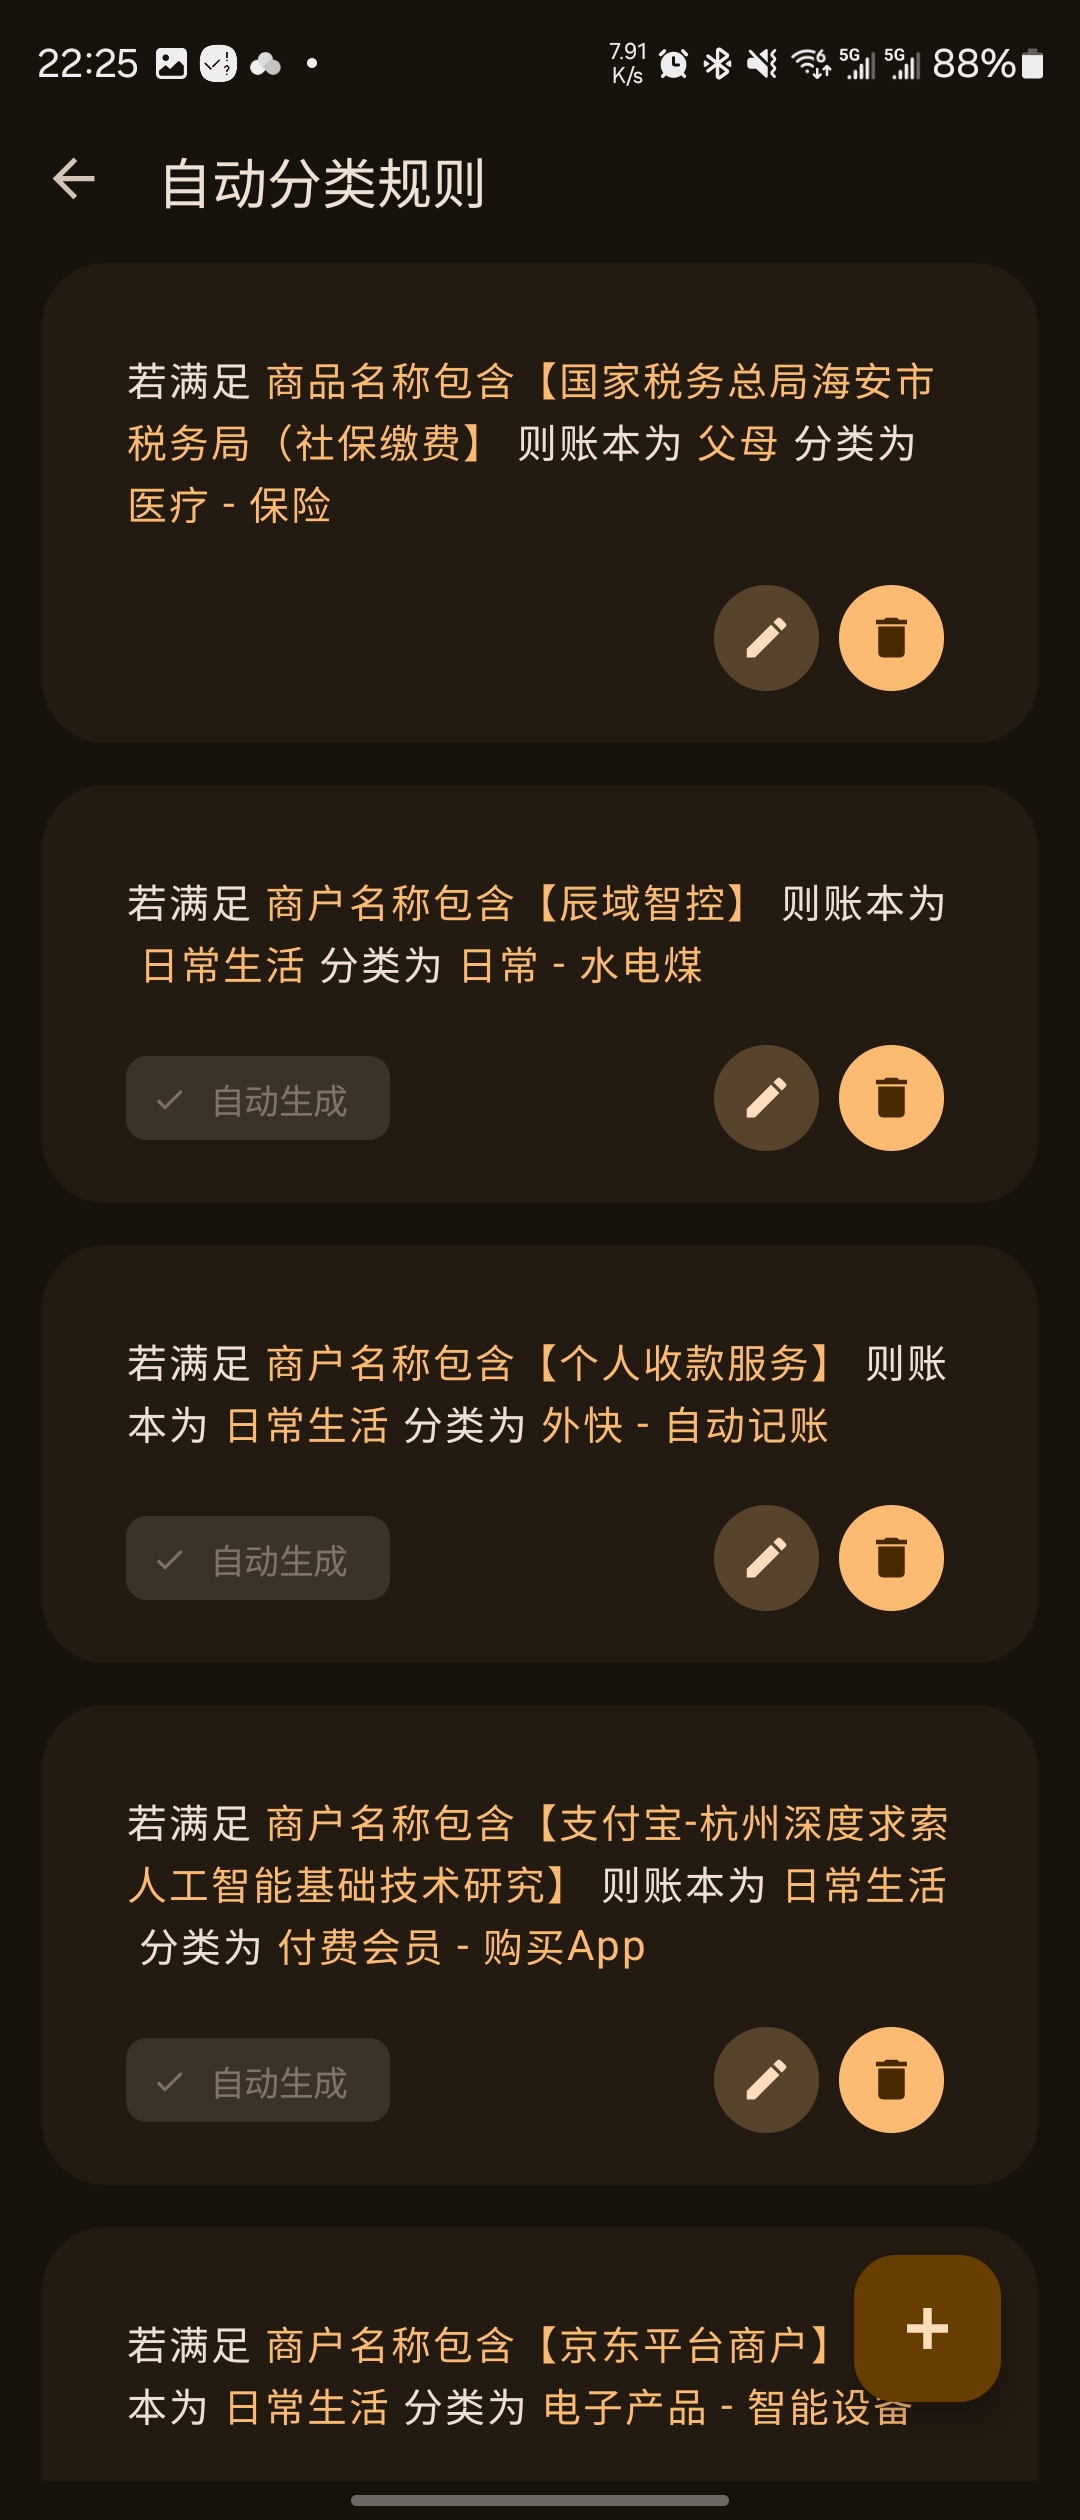 22:25
7.91
K/s
6
5G
5G
88%
自动分类规则
若满足 商品名称包含【国家税务总局海安市
税务局（社保缴费】 则账本为 父母 分类为
医疗 - 保险
若满足 商户名称包含【辰域智控】 则账本为
日常生活 分类为 日常 - 水电煤
自动生成
若满足 商户名称包含【个人收款服务】 则账
本为 日常生活 分类为 外快 - 自动记账
自动生成
若满足 商户名称包含【支付宝-杭州深度求索
人工智能基础技术研究】 则账本为 日常生活
分类为 付费会员 - 购买App
自动生成
若满足 商户名称包含【京东平台商户】
本为 日常生活 分类为 电子产品 - 智能设备